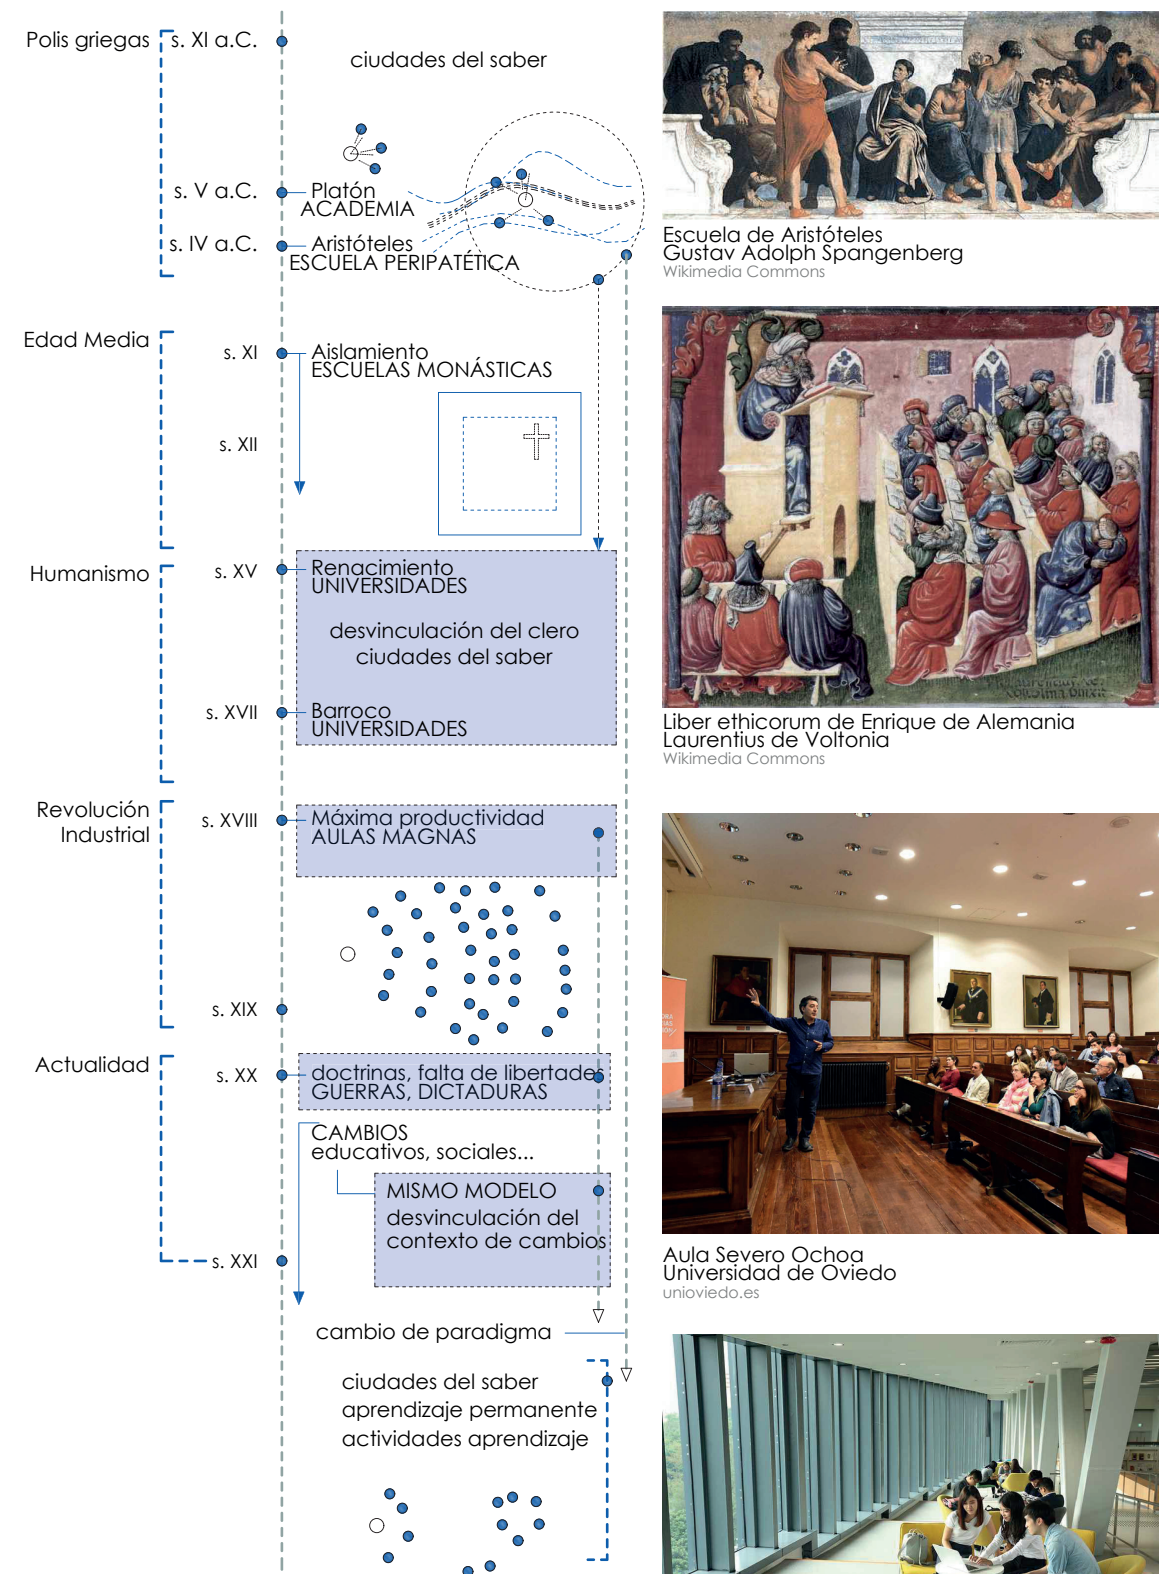 Polis griegas
s. XI a.C.
ciudades del saber
s. V a.C.
Platón
ACADEMIA
s. IV a.C.
Aristóteles
ESCUELA PERIPATÉTICA
Escuela de Aristóteles
Gustav Adolph Spangenberg
Wikimedia Commons
Edad Media
s. XI
Aislamiento
ESCUELAS MONÁSTICAS
s. XII
Humanismo
s. XV
Renacimiento
UNIVERSIDADES
desvinculación del clero
ciudades del saber
s. XVII
Barroco
UNIVERSIDADES
Liber ethicorum de Enrique de Alemania
Laurentius de Voltonia
Wikimedia Commons
Revolución
Industrial
s. XVIII
Máxima productividad
AULAS MAGNAS
s. XIX
Actualidad
s. XX
doctrinas, falta de libertades
GUERRAS, DICTADURAS
CAMBIOS
educativos, sociales...
MISMO MODELO
desvinculación del
contexto de cambios
s. XXI
Aula Severo Ochoa
Universidad de Oviedo
unioviedo.es
cambio de paradigma
ciudades del saber
aprendizaje permanente
actividades aprendizaje